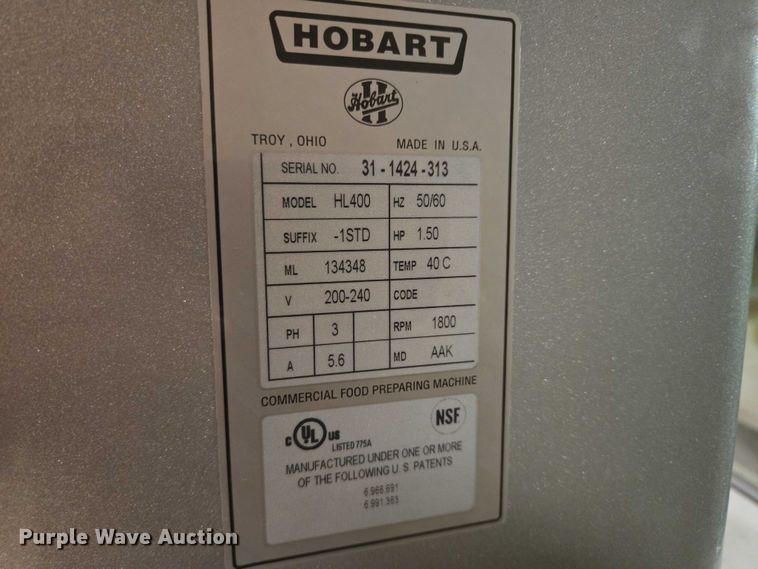 HOBART
Hobart
H
TROY, OHIO MADE IN U.S.A.
SERIAL NO. 31-1424-313
MODEL HL400 HZ 50/60
SUFFIX -1STD HP 1.50
ML 134348 TEMP 40 C
V 200-240 CODE
PH 3 RPM 1800
A 5.6 MD AAK
COMMERCIAL FOOD PREPARING MACHINE
C UL US NSF
LISTED 775A
MANUFACTURED UNDER ONE OR MORE
OF THE FOLLOWING U.S. PATENTS
6,966,691
6,991,363
Purple Wave Auction